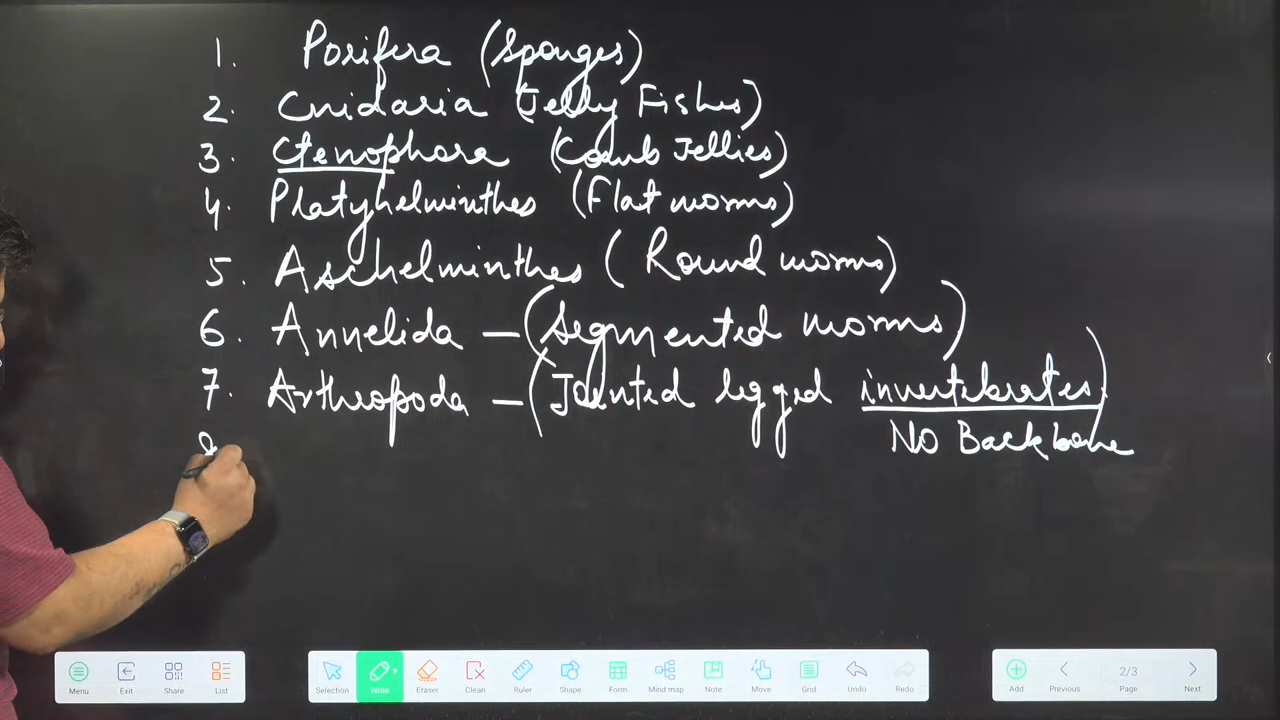 1. Porifera (Sponges)
2. Cnidaria (Jelly Fishes)
3. Ctenophora (Comb Jellies)
4. Platyhelminthes (Flat worms)
5. Aschelminthes (Round worms)
6. Annelida – (Segmented worms)
7. Arthropoda – (Jointed legged invertebrates)
No Backbone
8
Menu Exit Share List Selection Write Eraser Clean Ruler Shape Form Mind map Note Move Grid Undo Redo Add Previous 2/3 Page Next